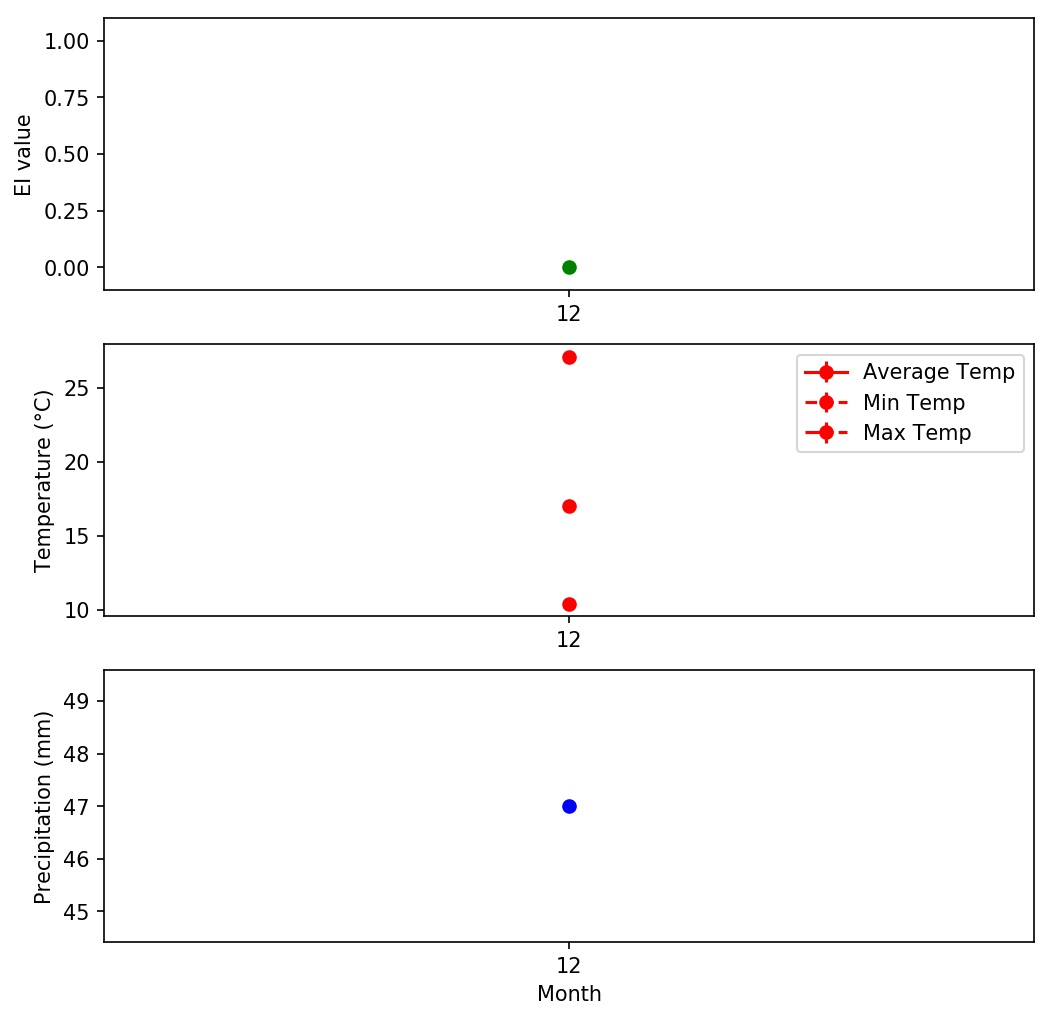 1.00
0.75
0.50
0.25
0.00
EI value
12
25
20
15
10
Temperature (°C)
Average Temp
Min Temp
Max Temp
12
49
48
47
46
45
Precipitation (mm)
12
Month